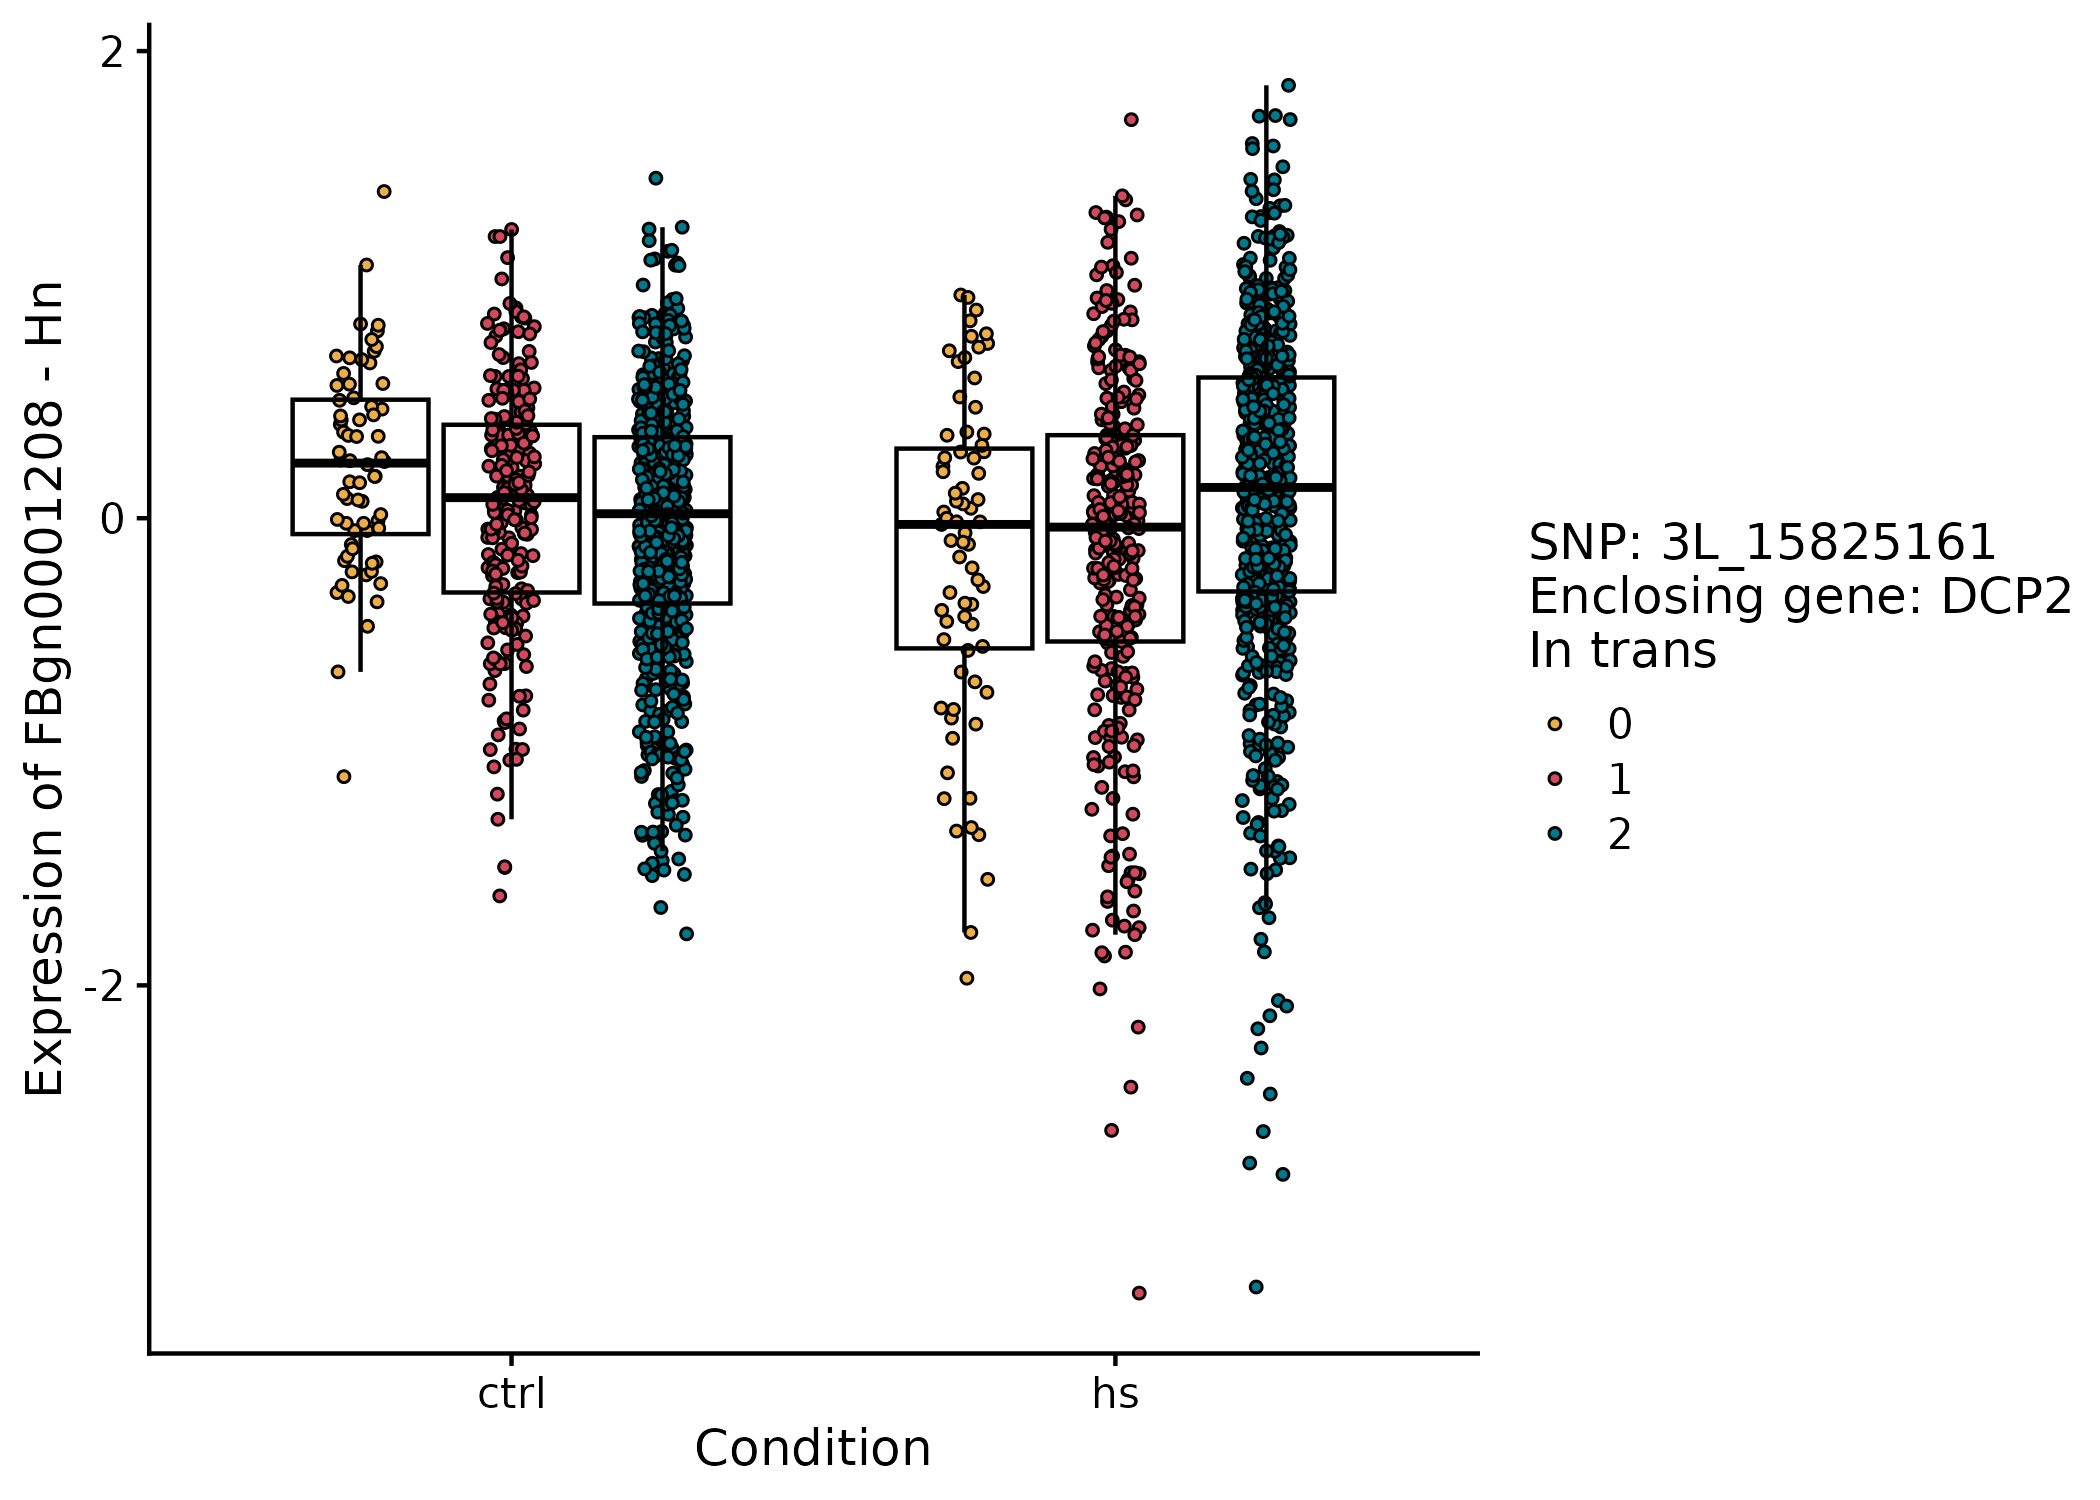 Expression of FBgn0001208 - Hn
2
0
-2
ctrl
hs
Condition
SNP: 3L_15825161
Enclosing gene: DCP2
In trans
0
1
2